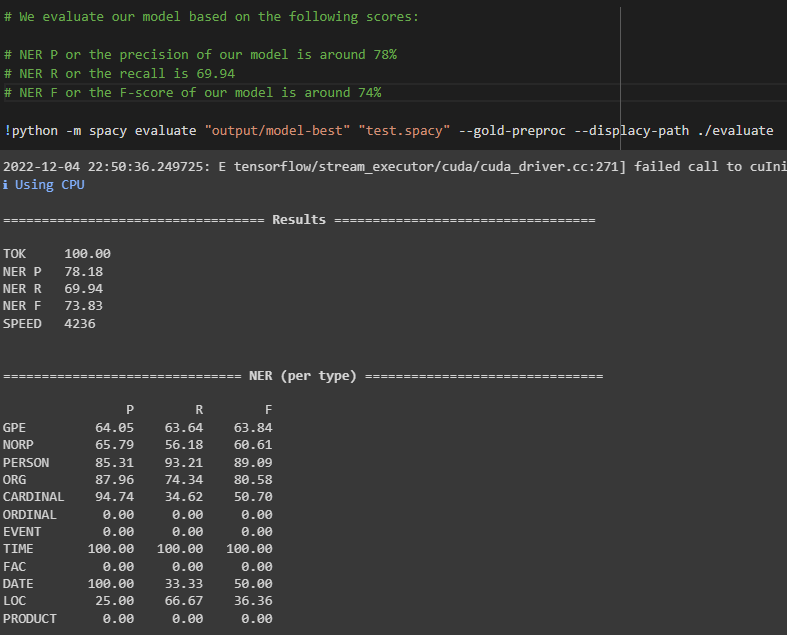 # We evaluate our model based on the following scores:
# NER P or the precision of our model is around 78%
# NER R or the recall is 69.94
# NER F or the F-score of our model is around 74%
!python -m spacy evaluate "output/model-best" "test.spacy" --gold-preproc --displacy-path ./evaluate
2022-12-04 22:50:36.249725: E tensorflow/stream_executor/cuda/cuda_driver.cc:271] failed call to cuIni
ℹ Using CPU
================================== Results ==================================
TOK 100.00
NER P 78.18
NER R 69.94
NER F 73.83
SPEED 4236
=============================== NER (per type) ===============================
P R F
GPE 64.05 63.64 63.84
NORP 65.79 56.18 60.61
PERSON 85.31 93.21 89.09
ORG 87.96 74.34 80.58
CARDINAL 94.74 34.62 50.70
ORDINAL 0.00 0.00 0.00
EVENT 0.00 0.00 0.00
TIME 100.00 100.00 100.00
FAC 0.00 0.00 0.00
DATE 100.00 33.33 50.00
LOC 25.00 66.67 36.36
PRODUCT 0.00 0.00 0.00